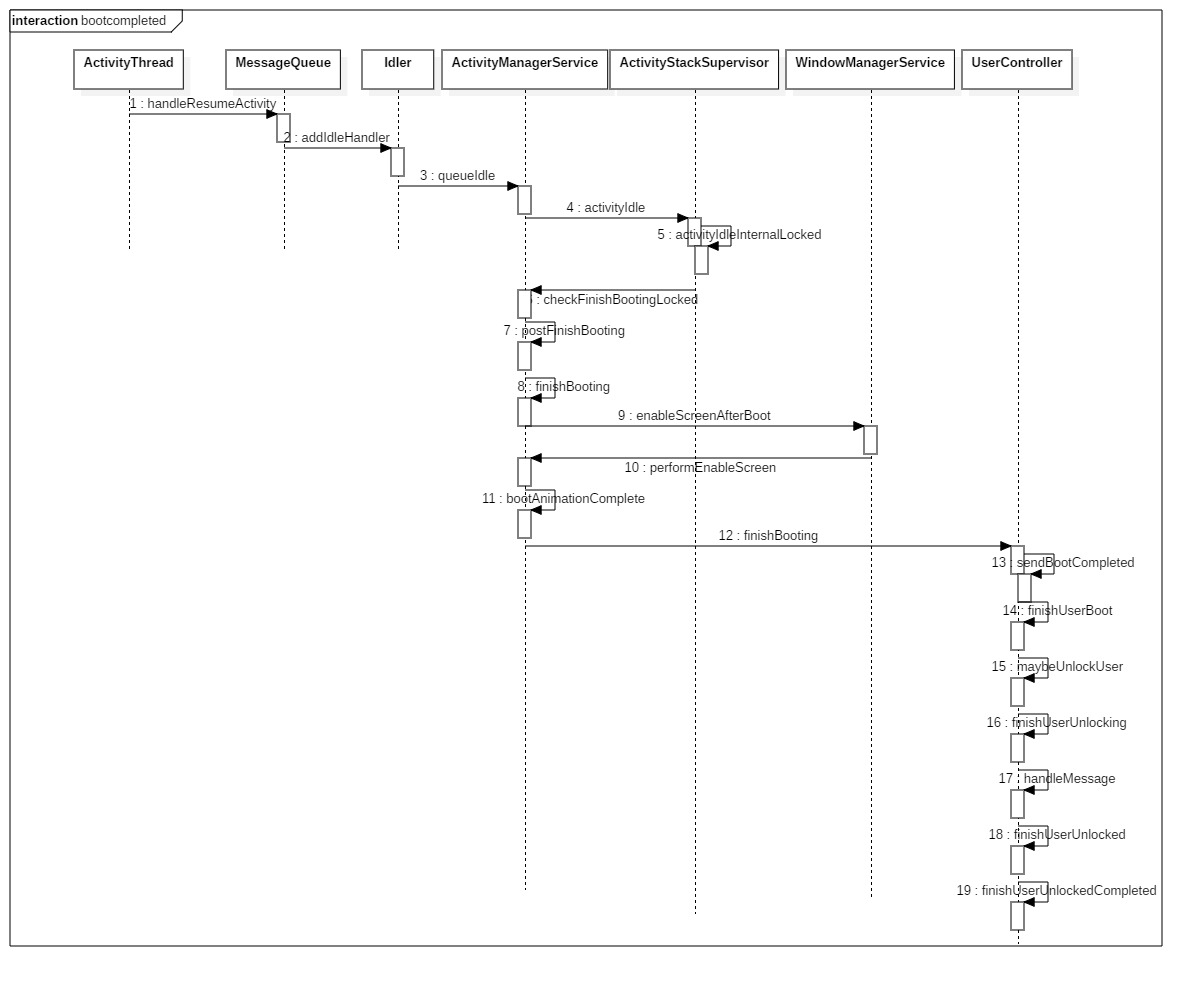 interaction bootcompleted
ActivityThread
MessageQueue
Idler
ActivityManagerService
ActivityStackSupervisor
WindowManagerService
UserController
1 : handleResumeActivity
2 : addIdleHandler
3 : queueIdle
4 : activityIdle
5 : activityIdleInternalLocked
6 : checkFinishBootingLocked
7 : postFinishBooting
8 : finishBooting
9 : enableScreenAfterBoot
10 : performEnableScreen
11 : bootAnimationComplete
12 : finishBooting
13 : sendBootCompleted
14 : finishUserBoot
15 : maybeUnlockUser
16 : finishUserUnlocking
17 : handleMessage
18 : finishUserUnlocked
19 : finishUserUnlockedCompleted